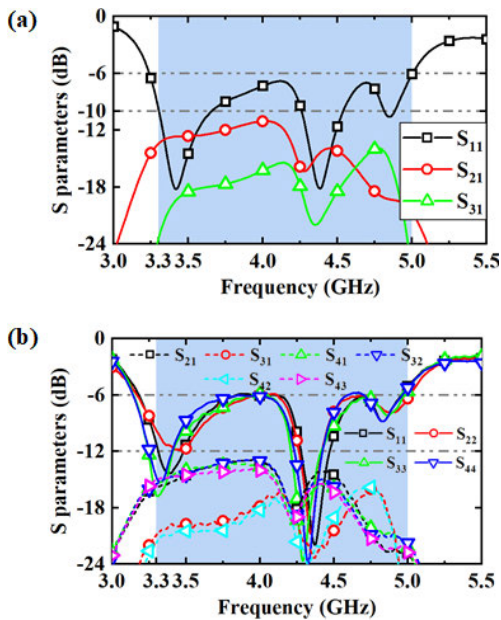 (a)
0
-6
-10
-12
-18
-24
S parameters (dB)
S11
S21
S31
3.0 3.3 3.5 4.0 4.5 5.0 5.5
Frequency (GHz)
(b)
0
-6
-12
-18
-24
S parameters (dB)
S21 S31 S41 S32
S42 S43
S11 S22
S33 S44
3.0 3.3 3.5 4.0 4.5 5.0 5.5
Frequency (GHz)